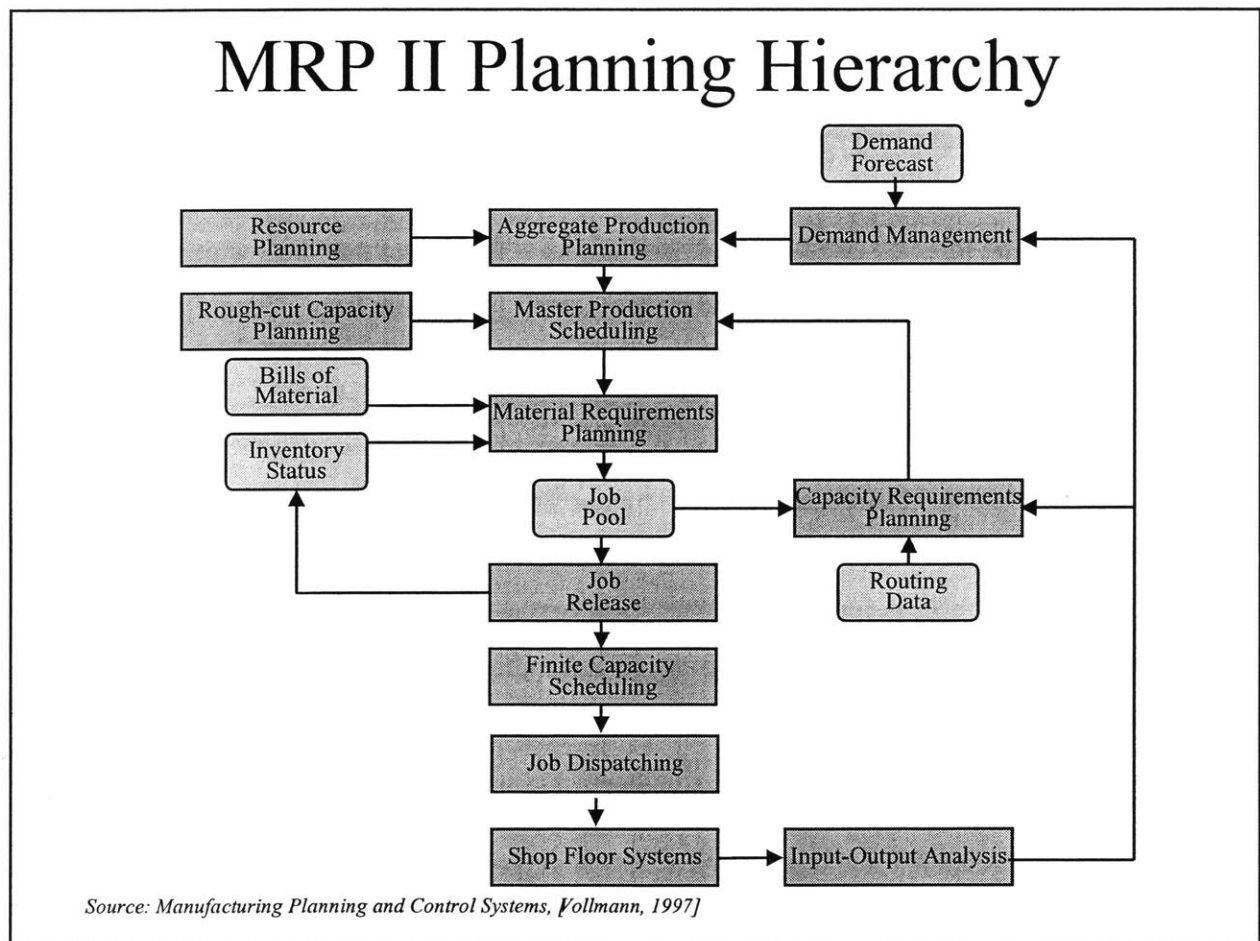 MRP II Planning Hierarchy
Demand
Forecast
Resource
Planning
Aggregate Production
Planning
Demand Management
Rough-cut Capacity
Planning
Master Production
Scheduling
Bills of
Material
Material Requirements
Planning
Inventory
Status
Job
Pool
Capacity Requirements
Planning
Job
Release
Routing
Data
Finite Capacity
Scheduling
Job Dispatching
Shop Floor Systems
Input-Output Analysis
Source: Manufacturing Planning and Control Systems, [Vollmann, 1997]